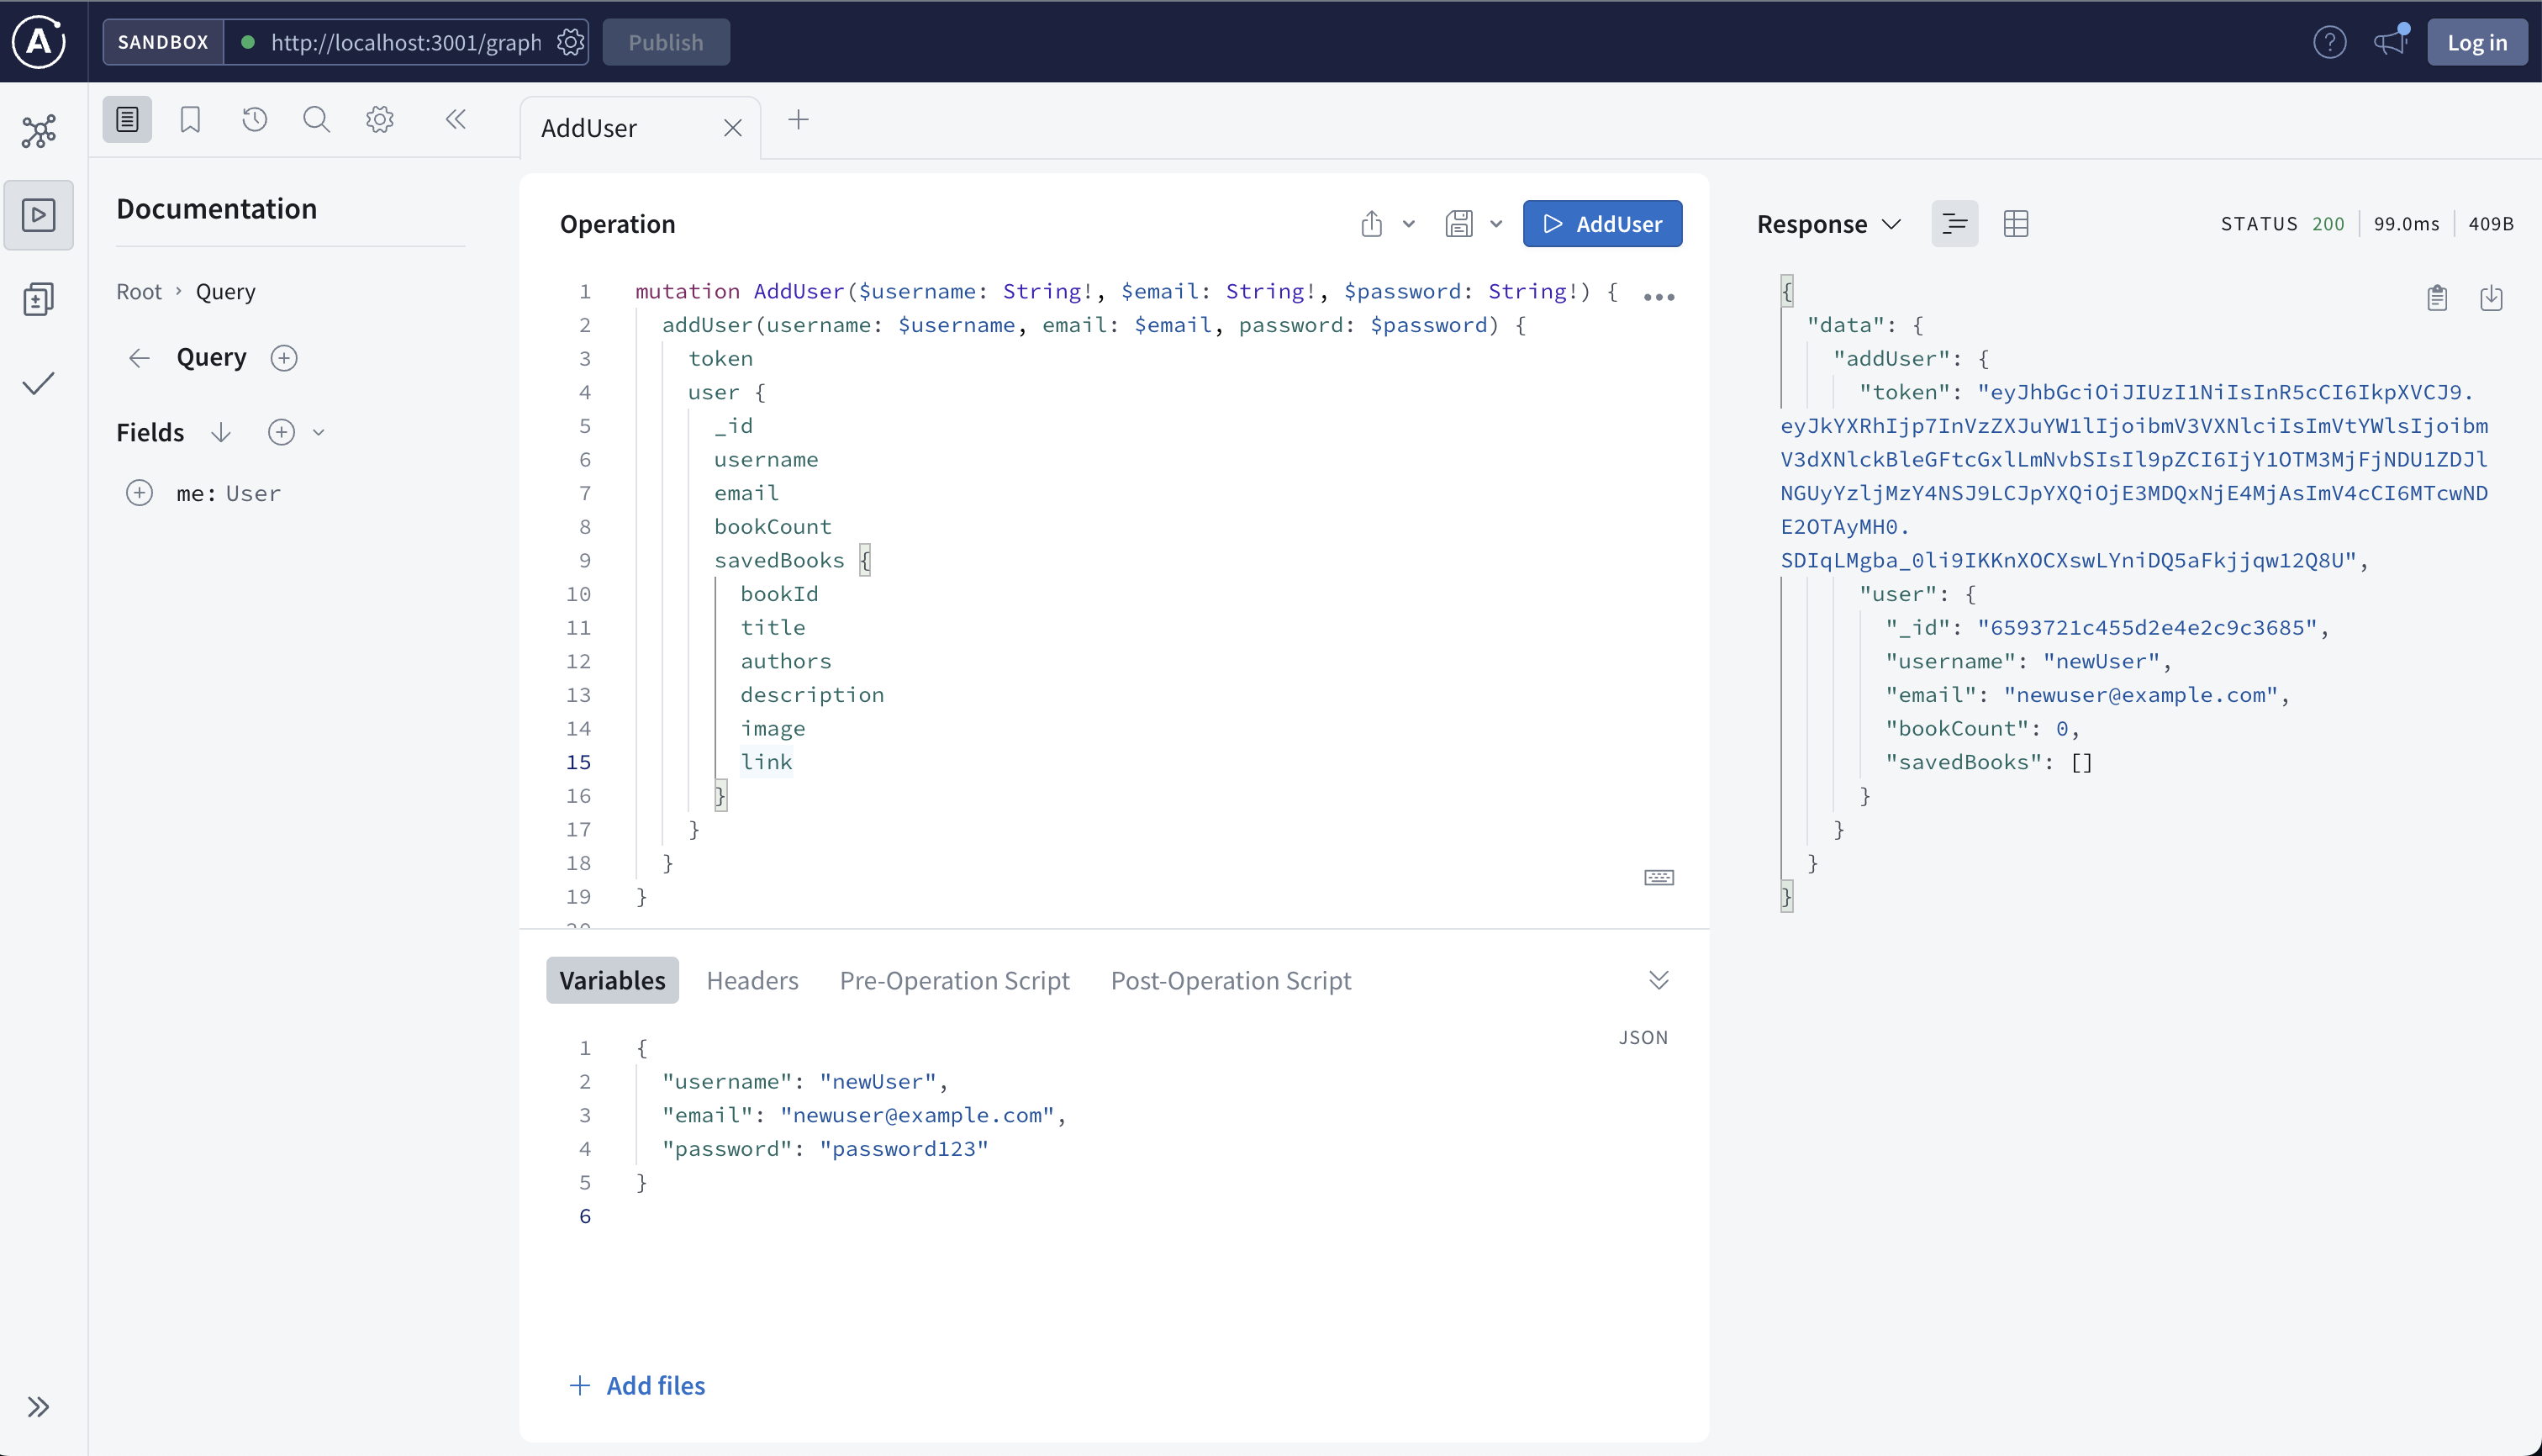 SANDBOX
http://localhost:3001/graph
Publish
Log in
AddUser
Documentation
Root › Query
Query
Fields
me: User
Operation
AddUser
1 mutation AddUser($username: String!, $email: String!, $password: String!) {
2 addUser(username: $username, email: $email, password: $password) {
3 token
4 user {
5 _id
6 username
7 email
8 bookCount
9 savedBooks {
10 bookId
11 title
12 authors
13 description
14 image
15 link
16 }
17 }
18 }
19 }
Variables
Headers
Pre-Operation Script
Post-Operation Script
JSON
1 {
2 "username": "newUser",
3 "email": "newuser@example.com",
4 "password": "password123"
5 }
6
Add files
Response
STATUS 200
99.0ms
409B
{
"data": {
"addUser": {
"token": "eyJhbGciOiJIUzI1NiIsInR5cCI6IkpXVCJ9.
eyJkYXRhIjp7InVzZXJuYW1lIjoibmV3VXNlciIsImVtYWlsIjoibm
V3dXNlckBleGFtcGxlLmNvbSIsIl9pZCI6IjY1OTM3MjFjNDU1ZDJl
NGUyYzljMzY4NSJ9LCJpYXQiOjE3MDQxNjE4MjAsImV4cCI6MTcwND
E2OTAyMH0.
SDIqLMgba_0li9IKKnXOCXswLYniDQ5aFkjjqw12Q8U",
"user": {
"_id": "6593721c455d2e4e2c9c3685",
"username": "newUser",
"email": "newuser@example.com",
"bookCount": 0,
"savedBooks": []
}
}
}
}